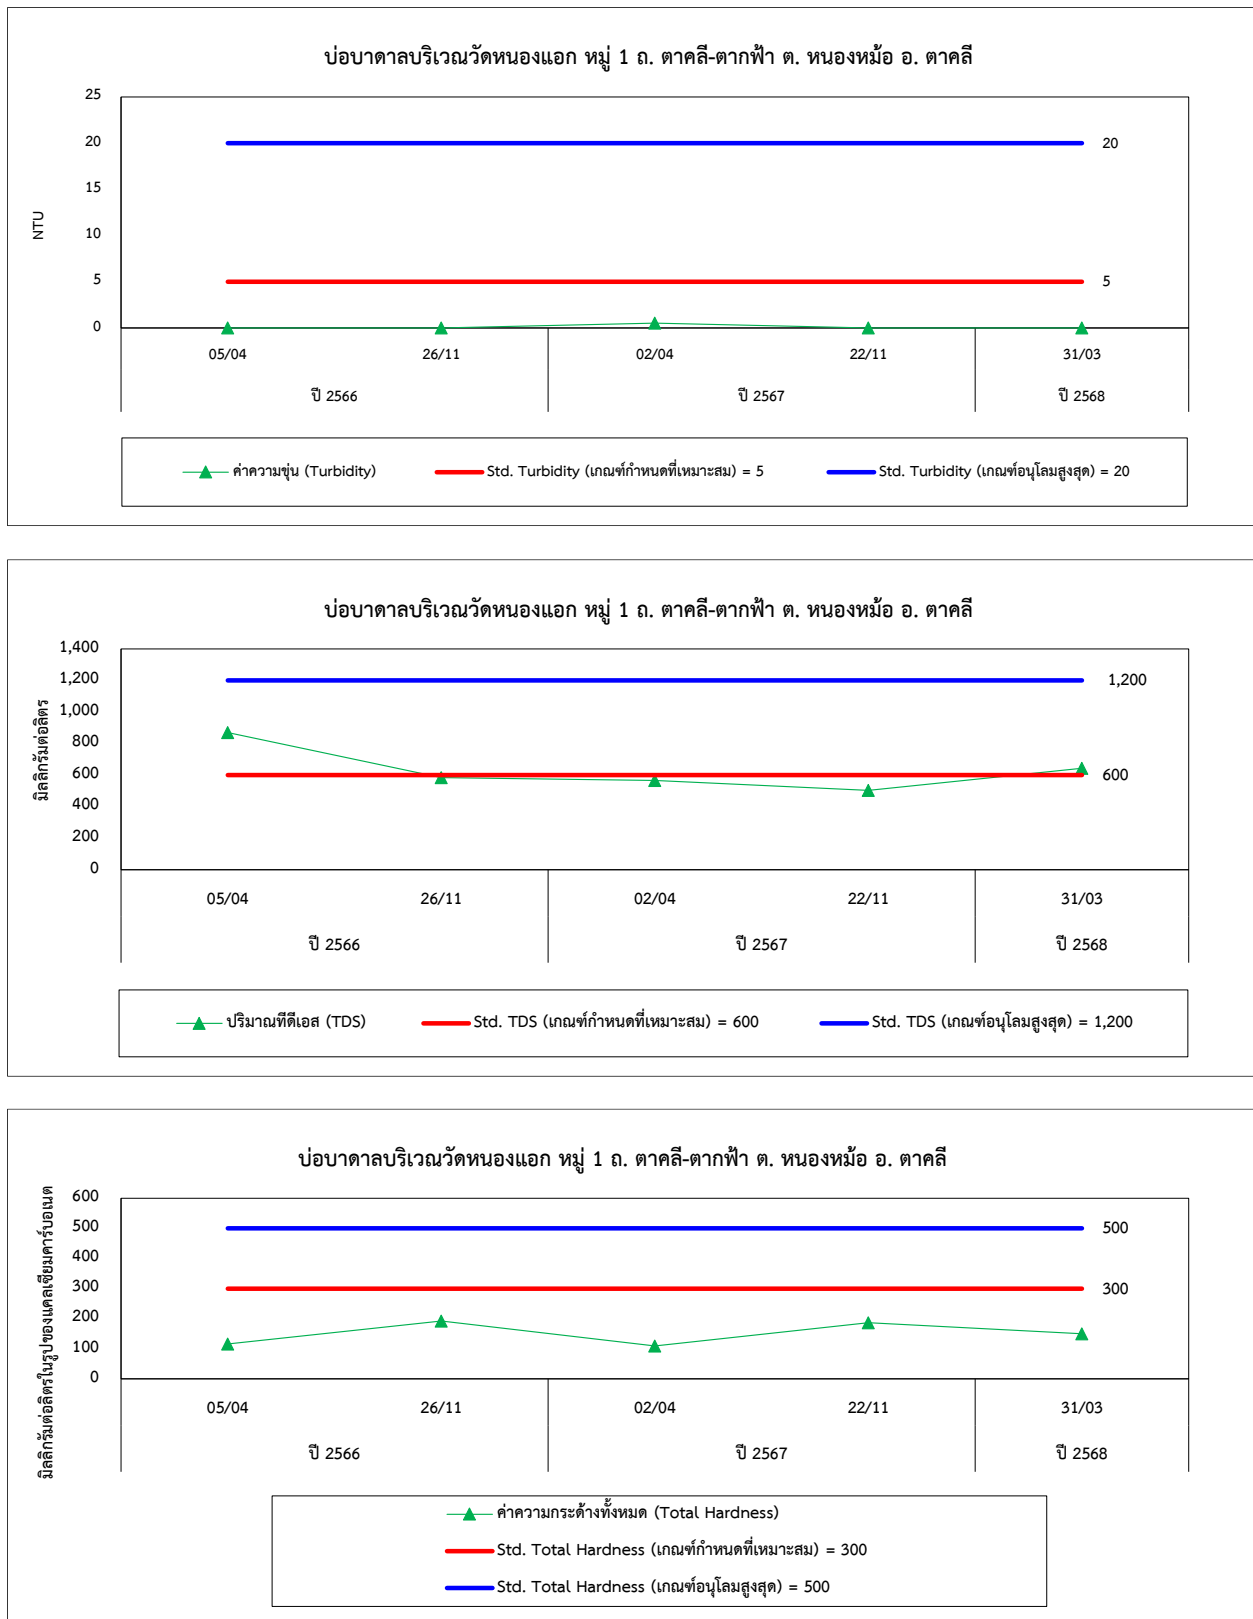 บ่อบาดาลบริเวณวัดหนองแอก หมู่ 1 ถ. ตาคลี-ตากฟ้า ต. หนองหม้อ อ. ตาคลี
25
20
15
10
5
0
NTU
20
5
05/04 26/11 02/04 22/11 31/03
ปี 2566 ปี 2567 ปี 2568
ค่าความขุ่น (Turbidity) Std. Turbidity (เกณฑ์กำหนดที่เหมาะสม) = 5 Std. Turbidity (เกณฑ์อนุโลมสูงสุด) = 20
บ่อบาดาลบริเวณวัดหนองแอก หมู่ 1 ถ. ตาคลี-ตากฟ้า ต. หนองหม้อ อ. ตาคลี
1,400
1,200
1,000
800
600
400
200
0
มิลลิกรัมต่อลิตร
1,200
600
05/04 26/11 02/04 22/11 31/03
ปี 2566 ปี 2567 ปี 2568
ปริมาณทีดีเอส (TDS) Std. TDS (เกณฑ์กำหนดที่เหมาะสม) = 600 Std. TDS (เกณฑ์อนุโลมสูงสุด) = 1,200
บ่อบาดาลบริเวณวัดหนองแอก หมู่ 1 ถ. ตาคลี-ตากฟ้า ต. หนองหม้อ อ. ตาคลี
600
500
400
300
200
100
0
มิลลิกรัมต่อลิตรในรูปของแคลเซียมคาร์บอเนต
500
300
05/04 26/11 02/04 22/11 31/03
ปี 2566 ปี 2567 ปี 2568
ค่าความกระด้างทั้งหมด (Total Hardness)
Std. Total Hardness (เกณฑ์กำหนดที่เหมาะสม) = 300
Std. Total Hardness (เกณฑ์อนุโลมสูงสุด) = 500